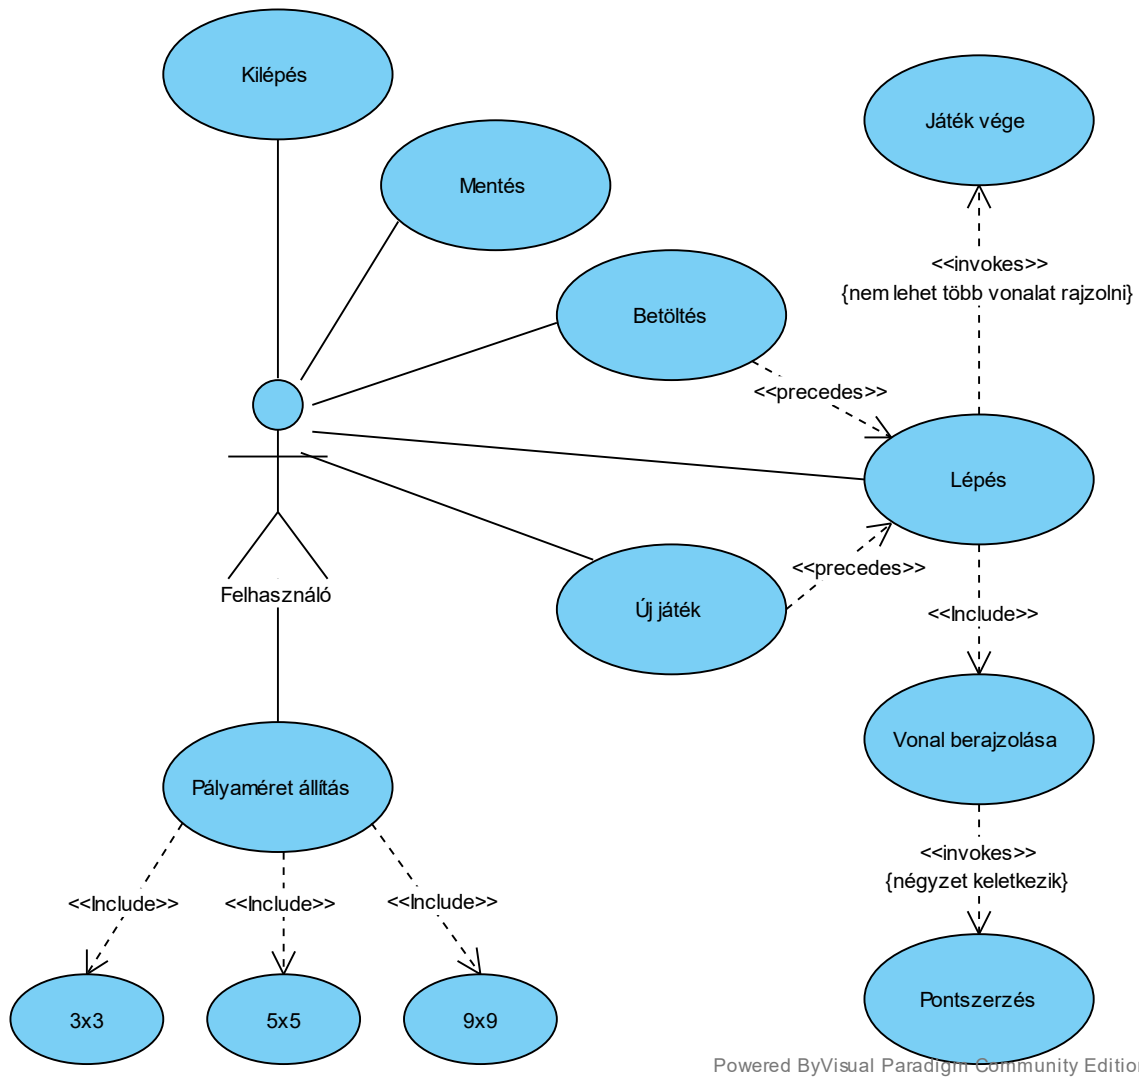 Kilépés
Játék vége
Mentés
<<invokes>>
{nem lehet több vonalat rajzolni}
Betöltés
<<precedes>>
Lépés
<<precedes>>
Felhasználó
Új játék
<<Include>>
Vonal berajzolása
Pályaméret állítás
<<invokes>>
{négyzet keletkezik}
<<Include>>
<<Include>>
<<Include>>
Pontszerzés
3x3
5x5
9x9
Powered ByVisual Paradigm Community Edition